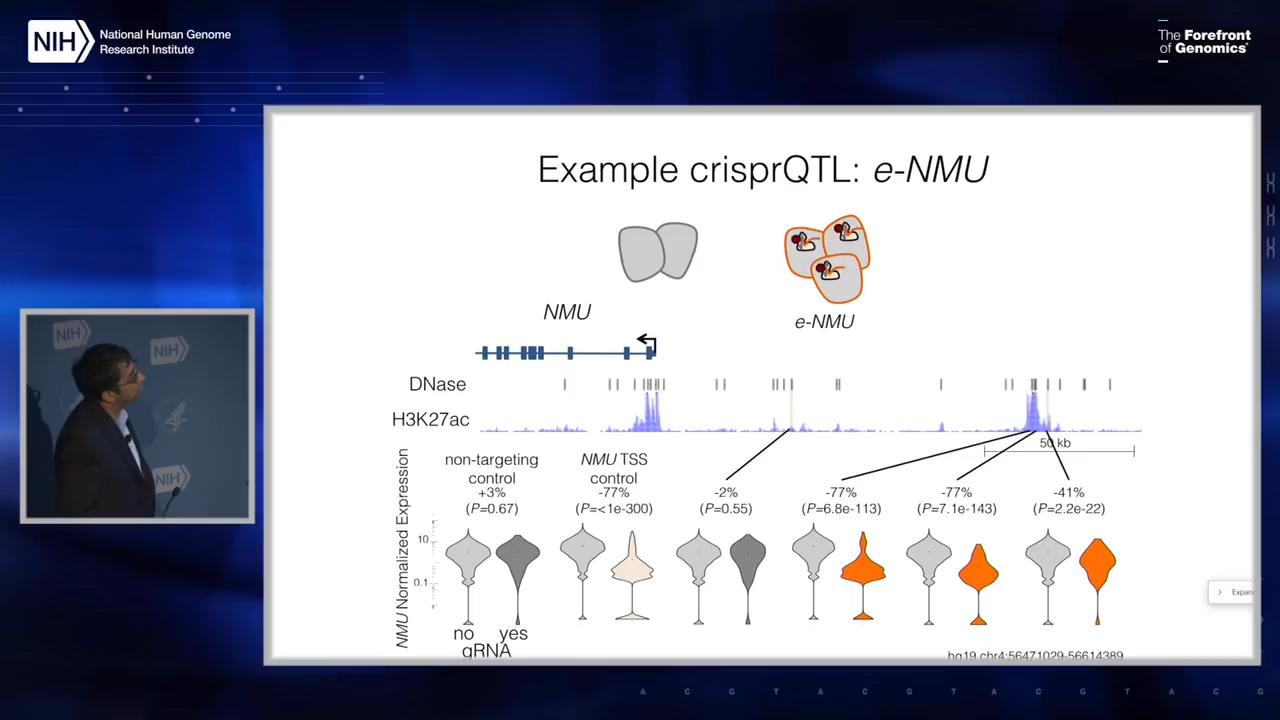 NIH
National Human Genome
Research Institute
The Forefront
of Genomics®
Example crisprQTL: e-NMU
NMU
e-NMU
DNase
H3K27ac
50 kb
NMU Normalized Expression
10
0.1
non-targeting
control
+3%
(P=0.67)
NMU TSS
control
-77%
(P=<1e-300)
-2%
(P=0.55)
-77%
(P=6.8e-113)
-77%
(P=7.1e-143)
-41%
(P=2.2e-22)
no yes
gRNA
hg19 chr4:56471029-56614389
NIH
NIH
NIH
A C G T A C G T A C G T A C G